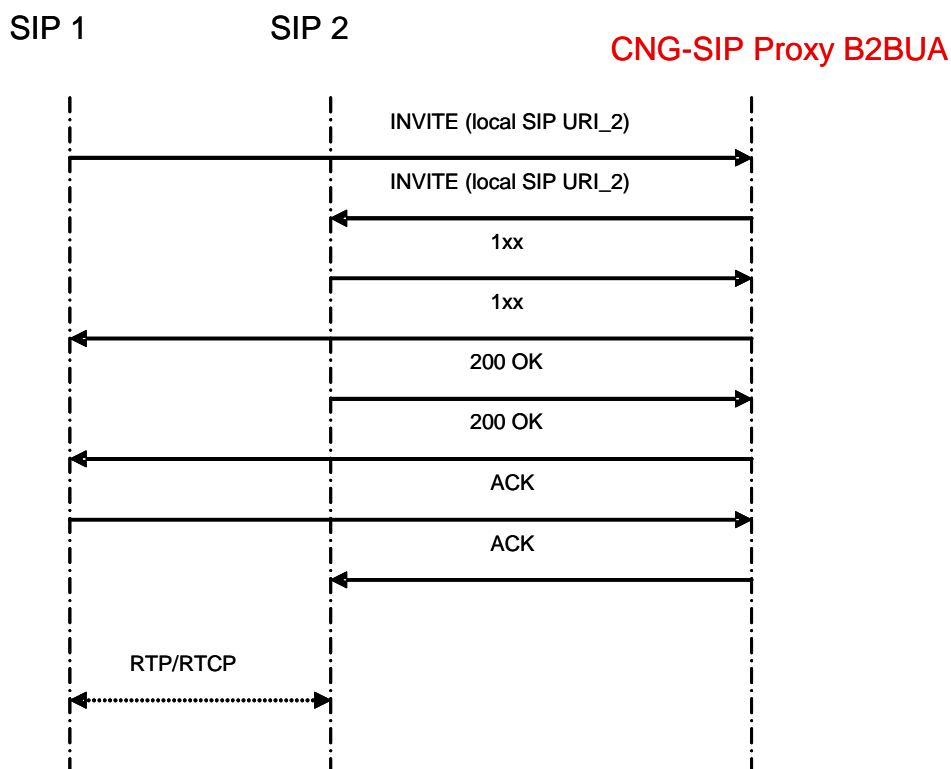 SIP 1
SIP 2
CNG-SIP Proxy B2BUA
INVITE (local SIP URI_2)
INVITE (local SIP URI_2)
1xx
1xx
200 OK
200 OK
ACK
ACK
RTP/RTCP